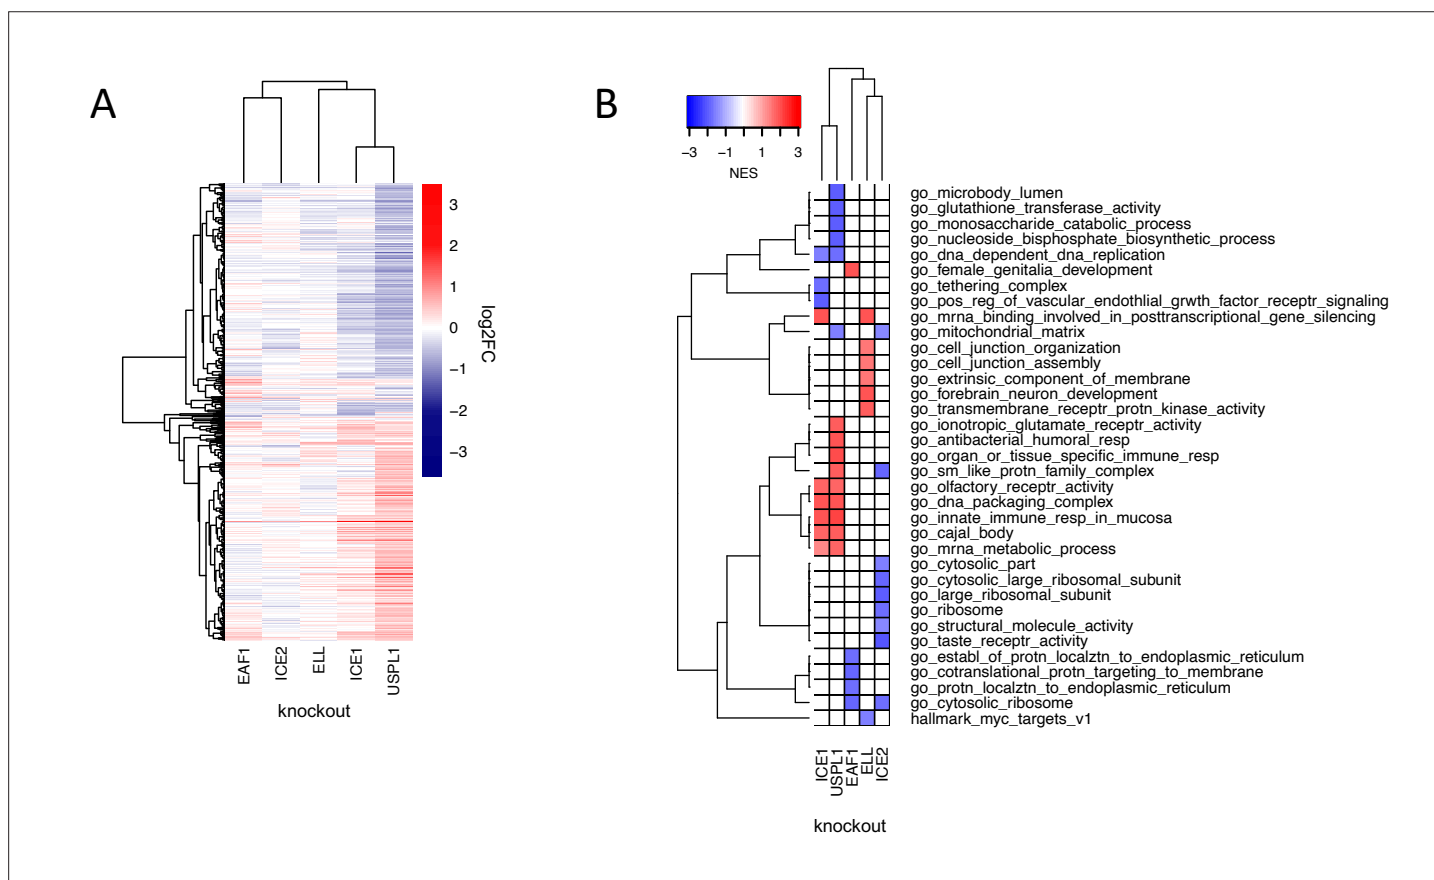 A
3
2
1
0
−1
−2
−3
log2FC
EAF1
ICE2
ELL
ICE1
USPL1
knockout
B
−3 −1 1 3
NES
go_microbody_lumen
go_glutathione_transferase_activity
go_monosaccharide_catabolic_process
go_nucleoside_bisphosphate_biosynthetic_process
go_dna_dependent_dna_replication
go_female_genitalia_development
go_tethering_complex
go_pos_reg_of_vascular_endothlial_grwth_factor_receptr_signaling
go_mrna_binding_involved_in_posttranscriptional_gene_silencing
go_mitochondrial_matrix
go_cell_junction_organization
go_cell_junction_assembly
go_extrinsic_component_of_membrane
go_forebrain_neuron_development
go_transmembrane_receptr_protn_kinase_activity
go_ionotropic_glutamate_receptr_activity
go_antibacterial_humoral_resp
go_organ_or_tissue_specific_immune_resp
go_sm_like_protn_family_complex
go_olfactory_receptr_activity
go_dna_packaging_complex
go_innate_immune_resp_in_mucosa
go_cajal_body
go_mrna_metabolic_process
go_cytosolic_part
go_cytosolic_large_ribosomal_subunit
go_large_ribosomal_subunit
go_ribosome
go_structural_molecule_activity
go_taste_receptr_activity
go_establ_of_protn_localztn_to_endoplasmic_reticulum
go_cotranslational_protn_targeting_to_membrane
go_protn_localztn_to_endoplasmic_reticulum
go_cytosolic_ribosome
hallmark_myc_targets_v1
ICE1
USPL1
EAF1
ELL
ICE2
knockout